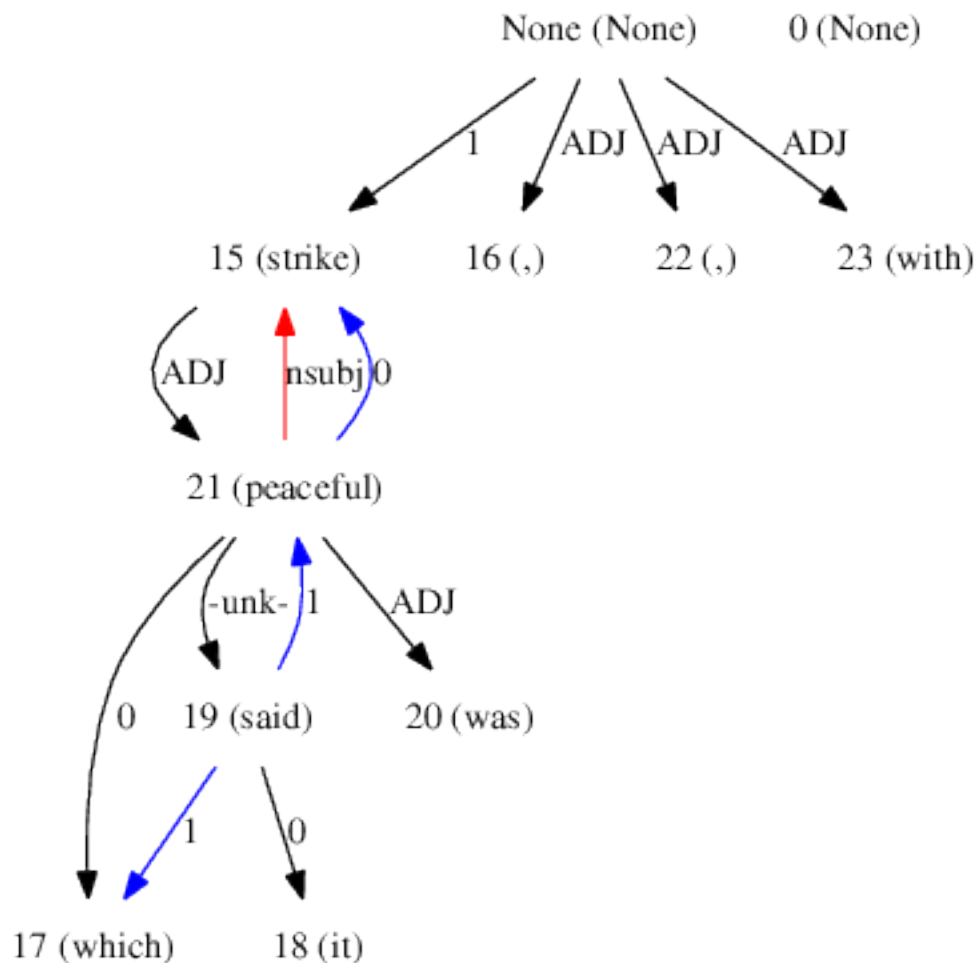 None (None) 0 (None)
1 ADJ ADJ ADJ
15 (strike) 16 (,) 22 (,) 23 (with)
ADJ nsubj 0
21 (peaceful)
-unk- 1 ADJ
0 19 (said) 20 (was)
1 0
17 (which) 18 (it)